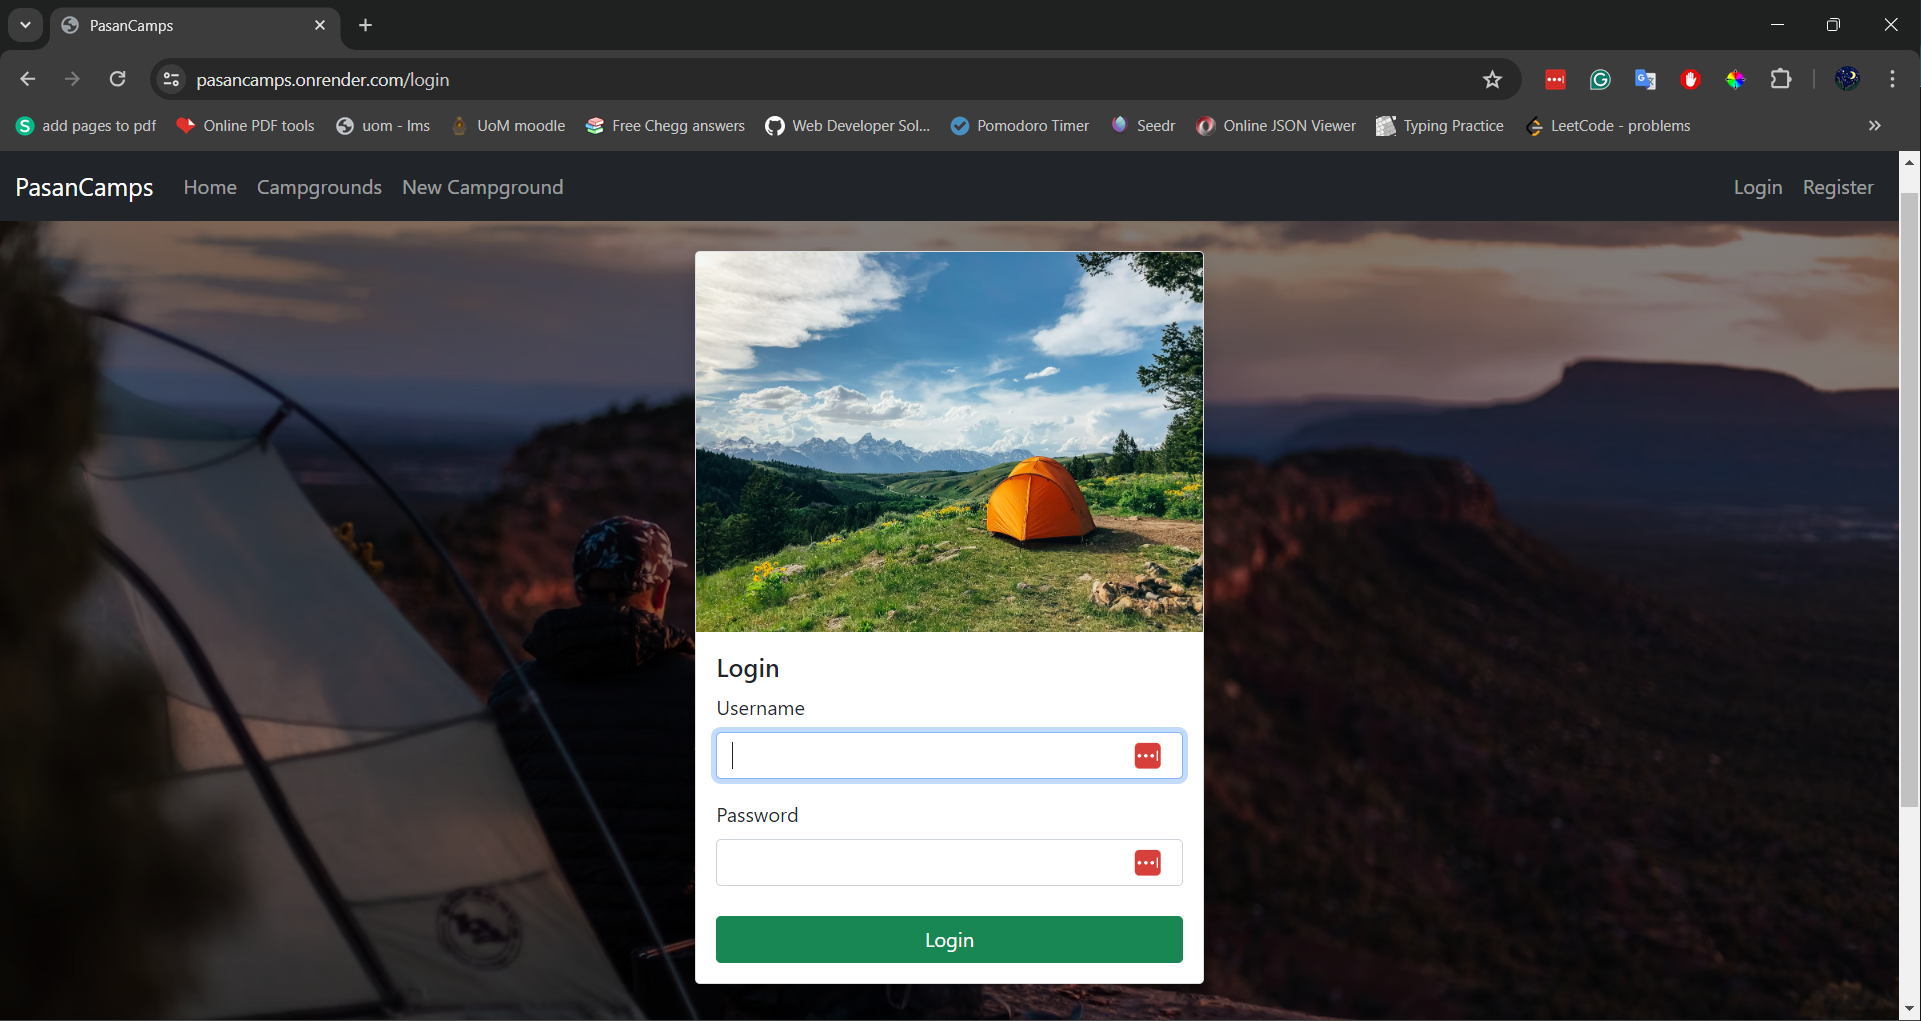 PasanCamps
pasancamps.onrender.com/login
add pages to pdf Online PDF tools uom - lms UoM moodle Free Chegg answers Web Developer Sol... Pomodoro Timer Seedr Online JSON Viewer Typing Practice LeetCode - problems
PasanCamps Home Campgrounds New Campground Login Register
Login
Username
Password
Login